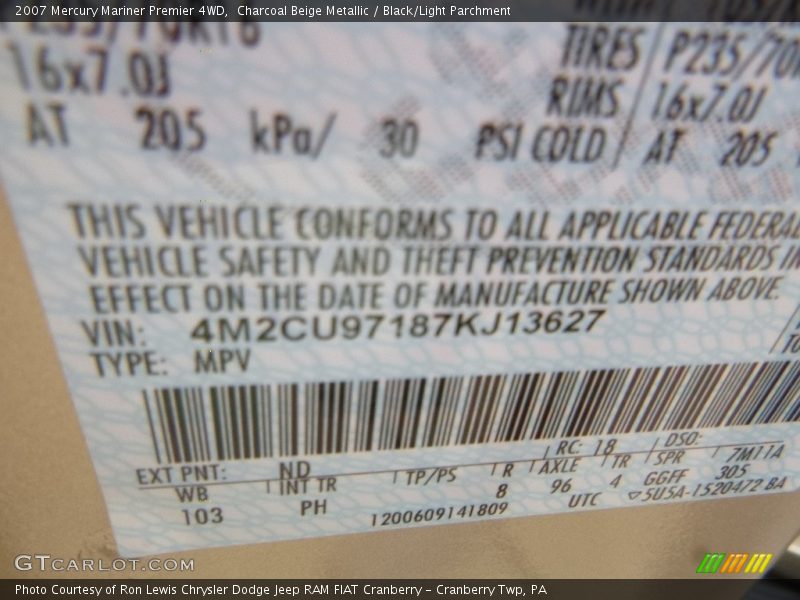 2007 Mercury Mariner Premier 4WD, Charcoal Beige Metallic / Black/Light Parchment
16x7.0J
TIRES P235/70R
RIMS 16x7.0J
AT 205 kPa/ 30 PSI COLD / AT 205
THIS VEHICLE CONFORMS TO ALL APPLICABLE FEDERAL
VEHICLE SAFETY AND THEFT PREVENTION STANDARDS IN
EFFECT ON THE DATE OF MANUFACTURE SHOWN ABOVE.
VIN: 4M2CU97187KJ13627
TYPE: MPV
EXT PNT: ND RC: 18 DSO:
WB INT TR TP/PS R AXLE TR SPR 7M11A
103 PH 8 96 4 GGFF 305
1200609141809 UTC ▽5U5A-1520472 BA
GTCARLOT.COM
Photo Courtesy of Ron Lewis Chrysler Dodge Jeep RAM FIAT Cranberry – Cranberry Twp, PA